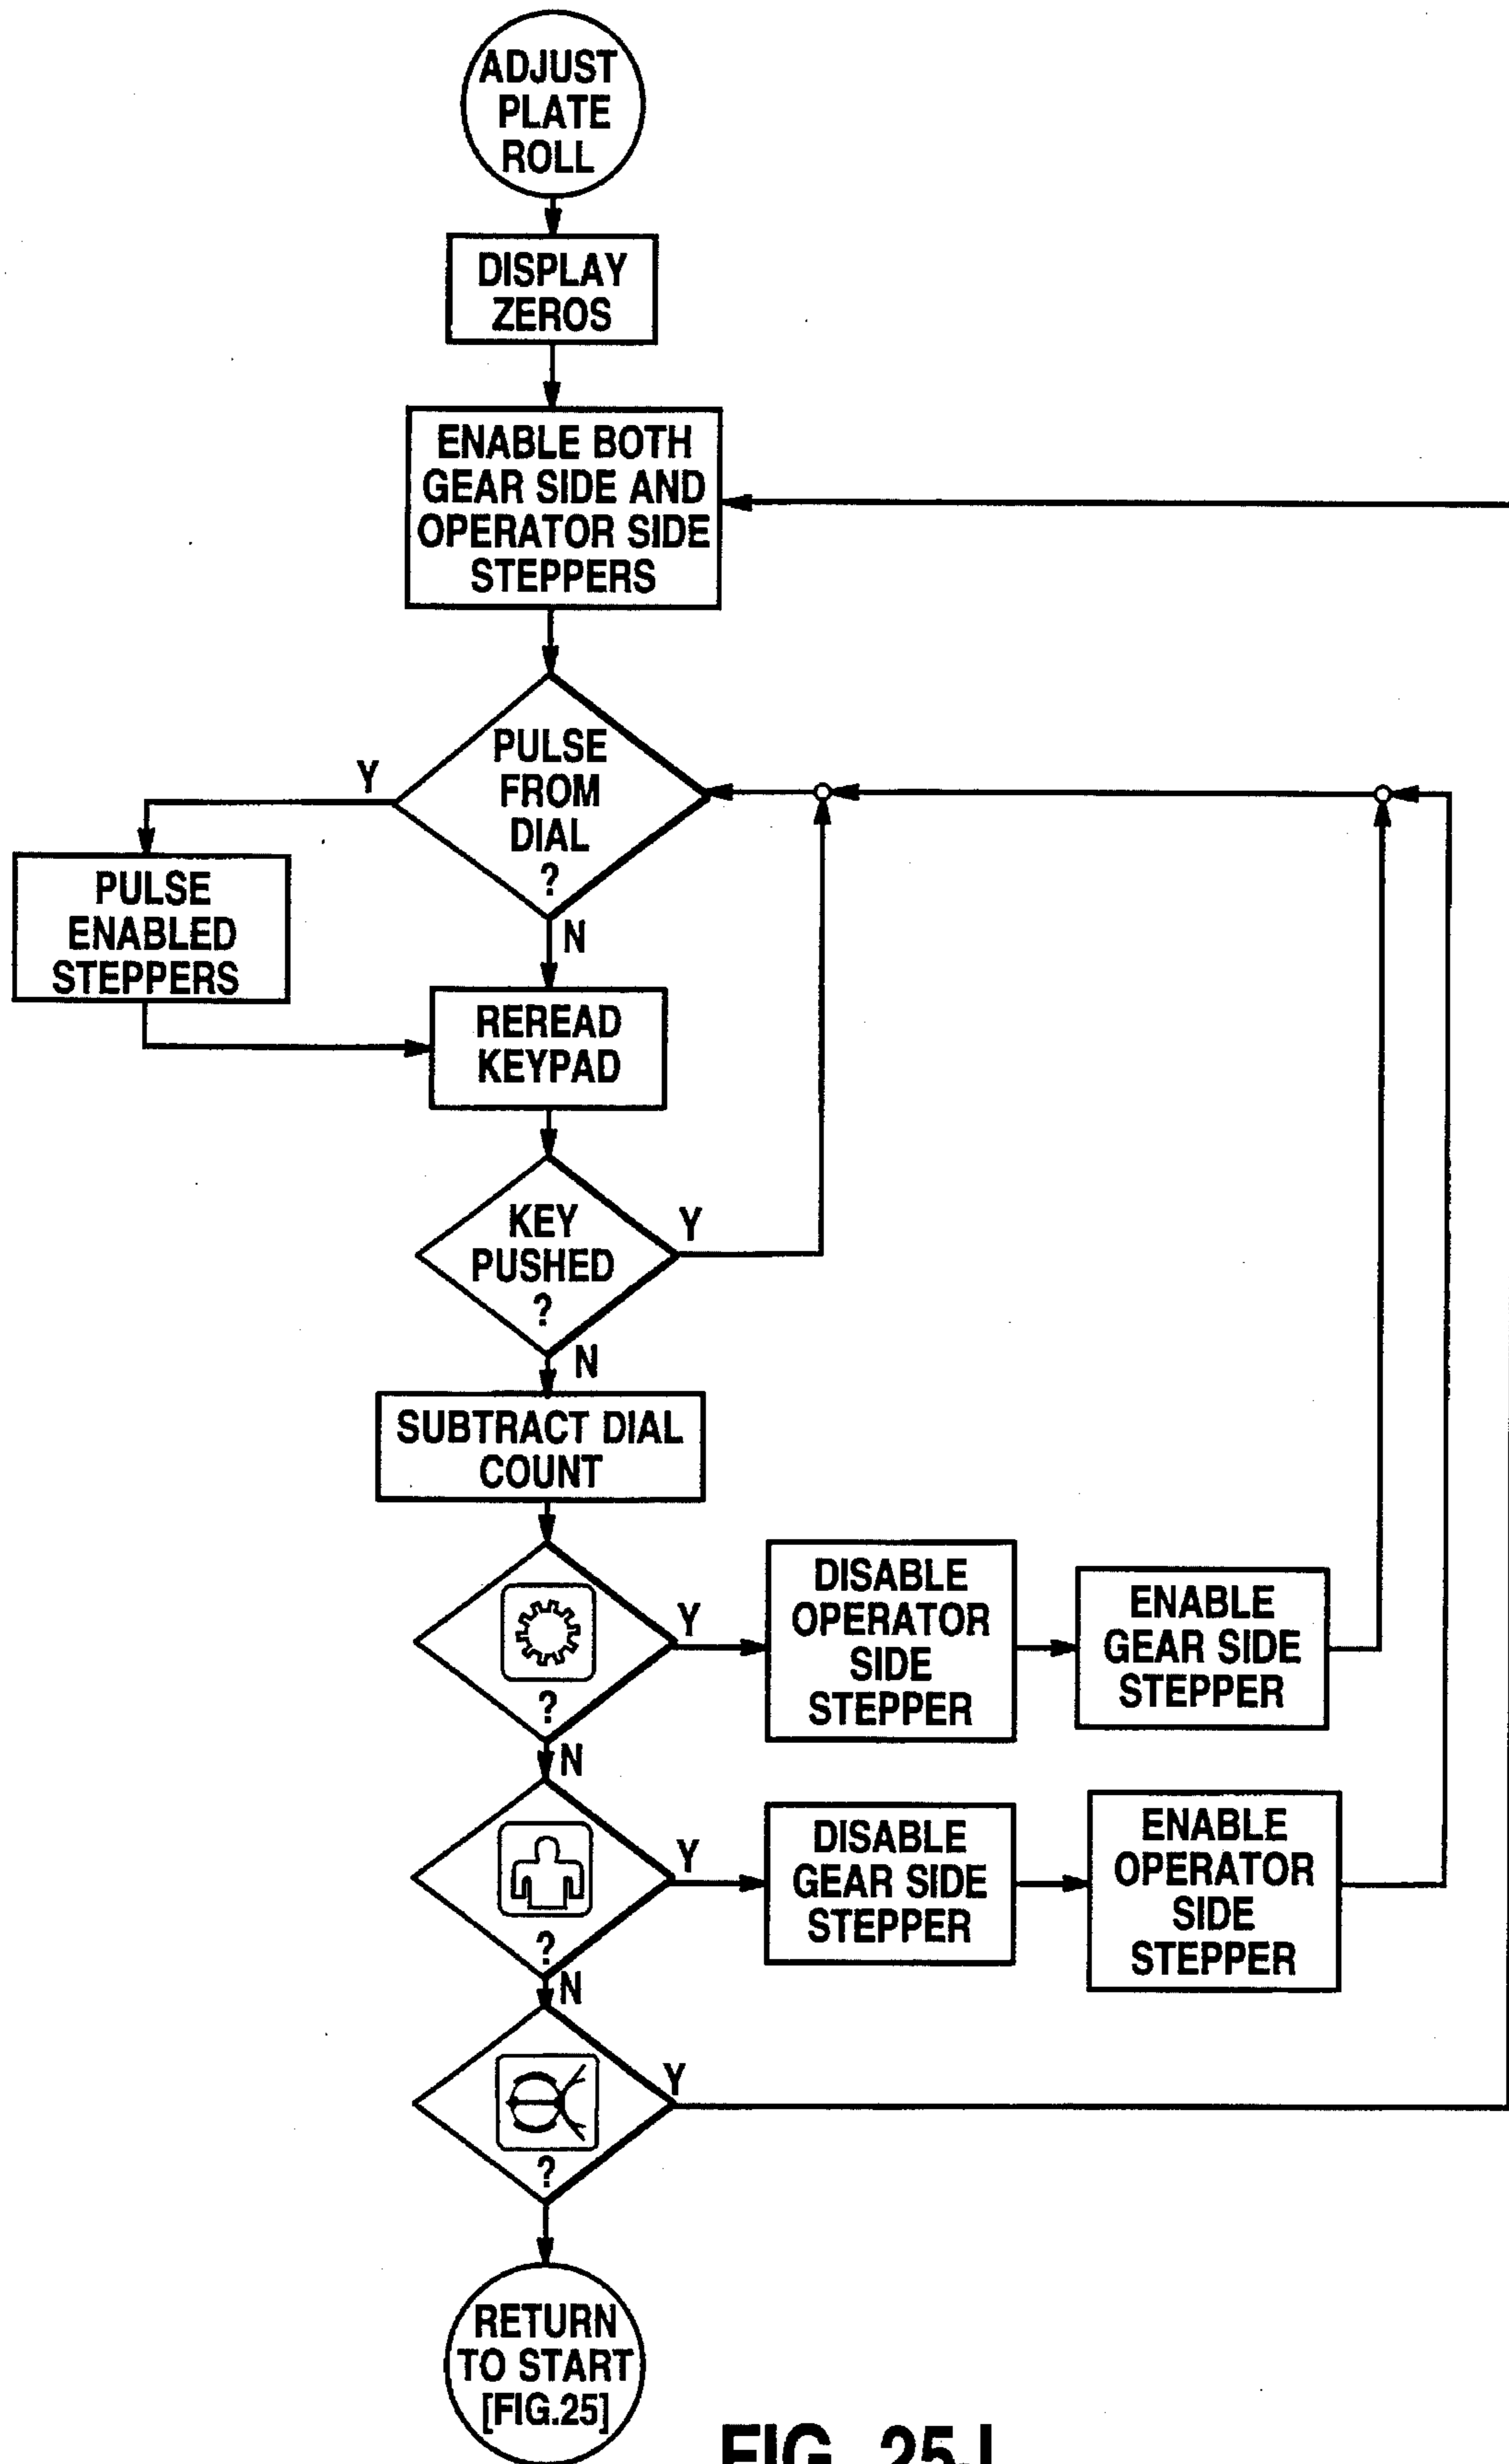 ADJUST
PLATE
ROLL
DISPLAY
ZEROS
ENABLE BOTH
GEAR SIDE AND
OPERATOR SIDE
STEPPERS
PULSE
FROM
DIAL
?
Y
N
PULSE
ENABLED
STEPPERS
REREAD
KEYPAD
KEY
PUSHED
?
Y
N
SUBTRACT DIAL
COUNT
?
Y
N
DISABLE
OPERATOR
SIDE
STEPPER
ENABLE
GEAR SIDE
STEPPER
?
Y
N
DISABLE
GEAR SIDE
STEPPER
ENABLE
OPERATOR
SIDE
STEPPER
?
Y
RETURN
TO START
[FIG.25]